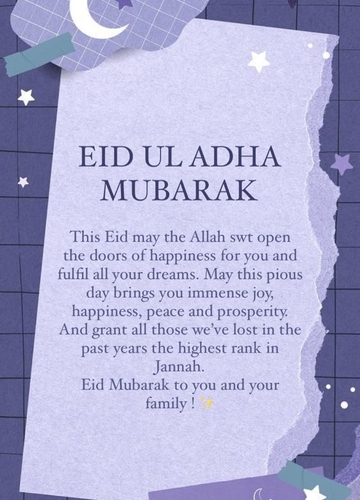 EID UL ADHA
MUBARAK
This Eid may the Allah swt open
the doors of happiness for you and
fulfil all your dreams. May this pious
day brings you immense joy,
happiness, peace and prosperity.
And grant all those we've lost in the
past years the highest rank in
Jannah.
Eid Mubarak to you and your
family ! ✨